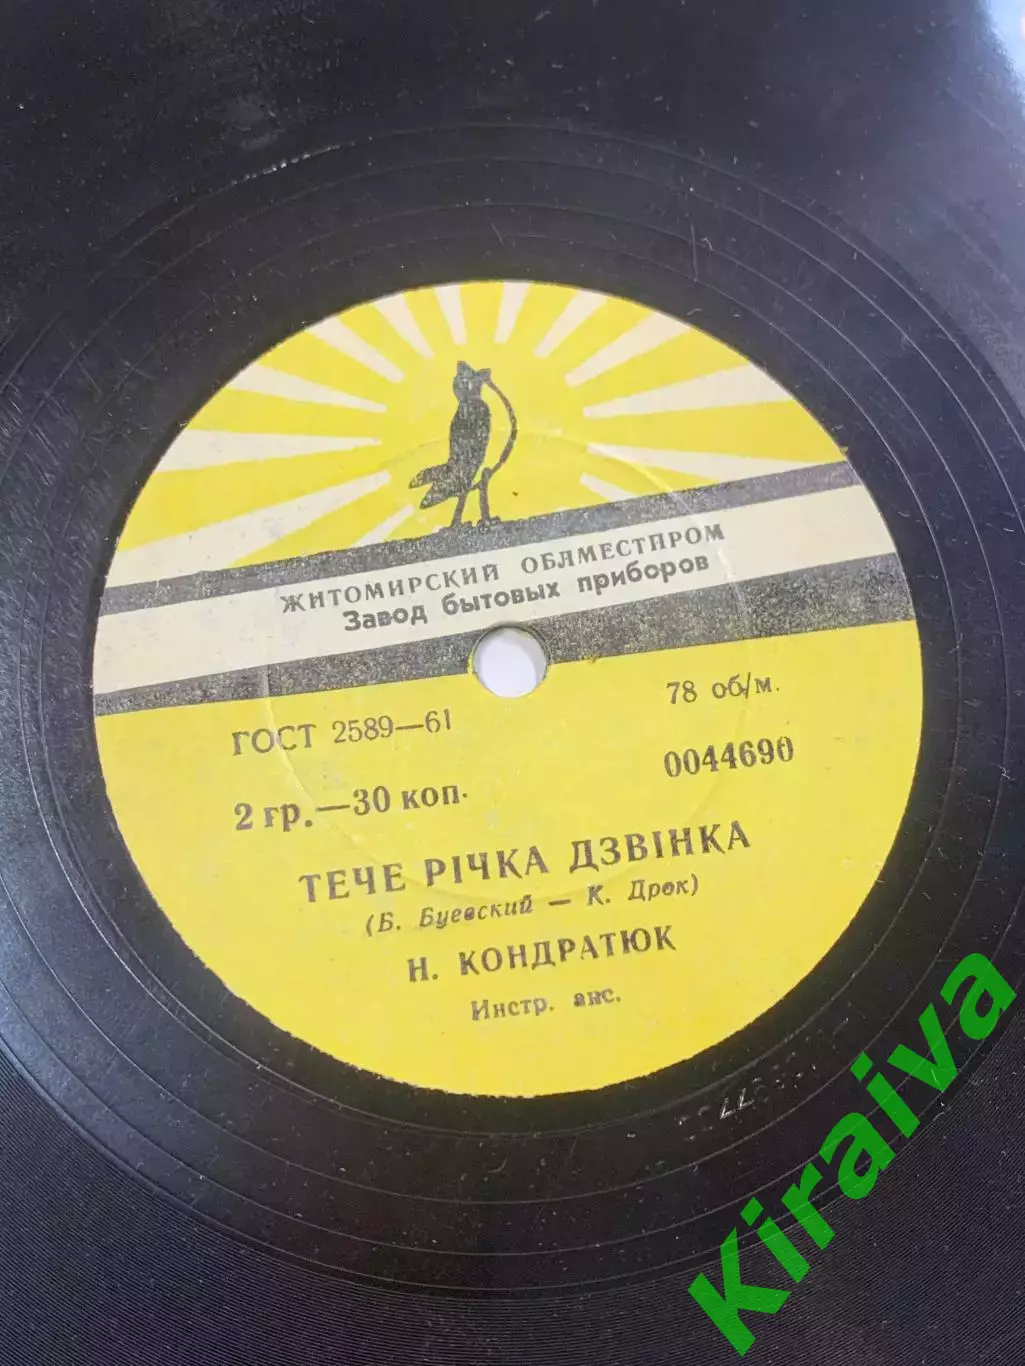 ЖИТОМИРСКИЙ ОБЛМЕСТПРОМ
Завод бытовых приборов
ГОСТ 2589—61
78 об/м.
2 гр.—30 коп.
0044690
ТЕЧЕ РІЧКА ДЗВІНКА
(Б. Буевский — К. Дрок)
Н. КОНДРАТЮК
Инстр. анс.
Kiraiva